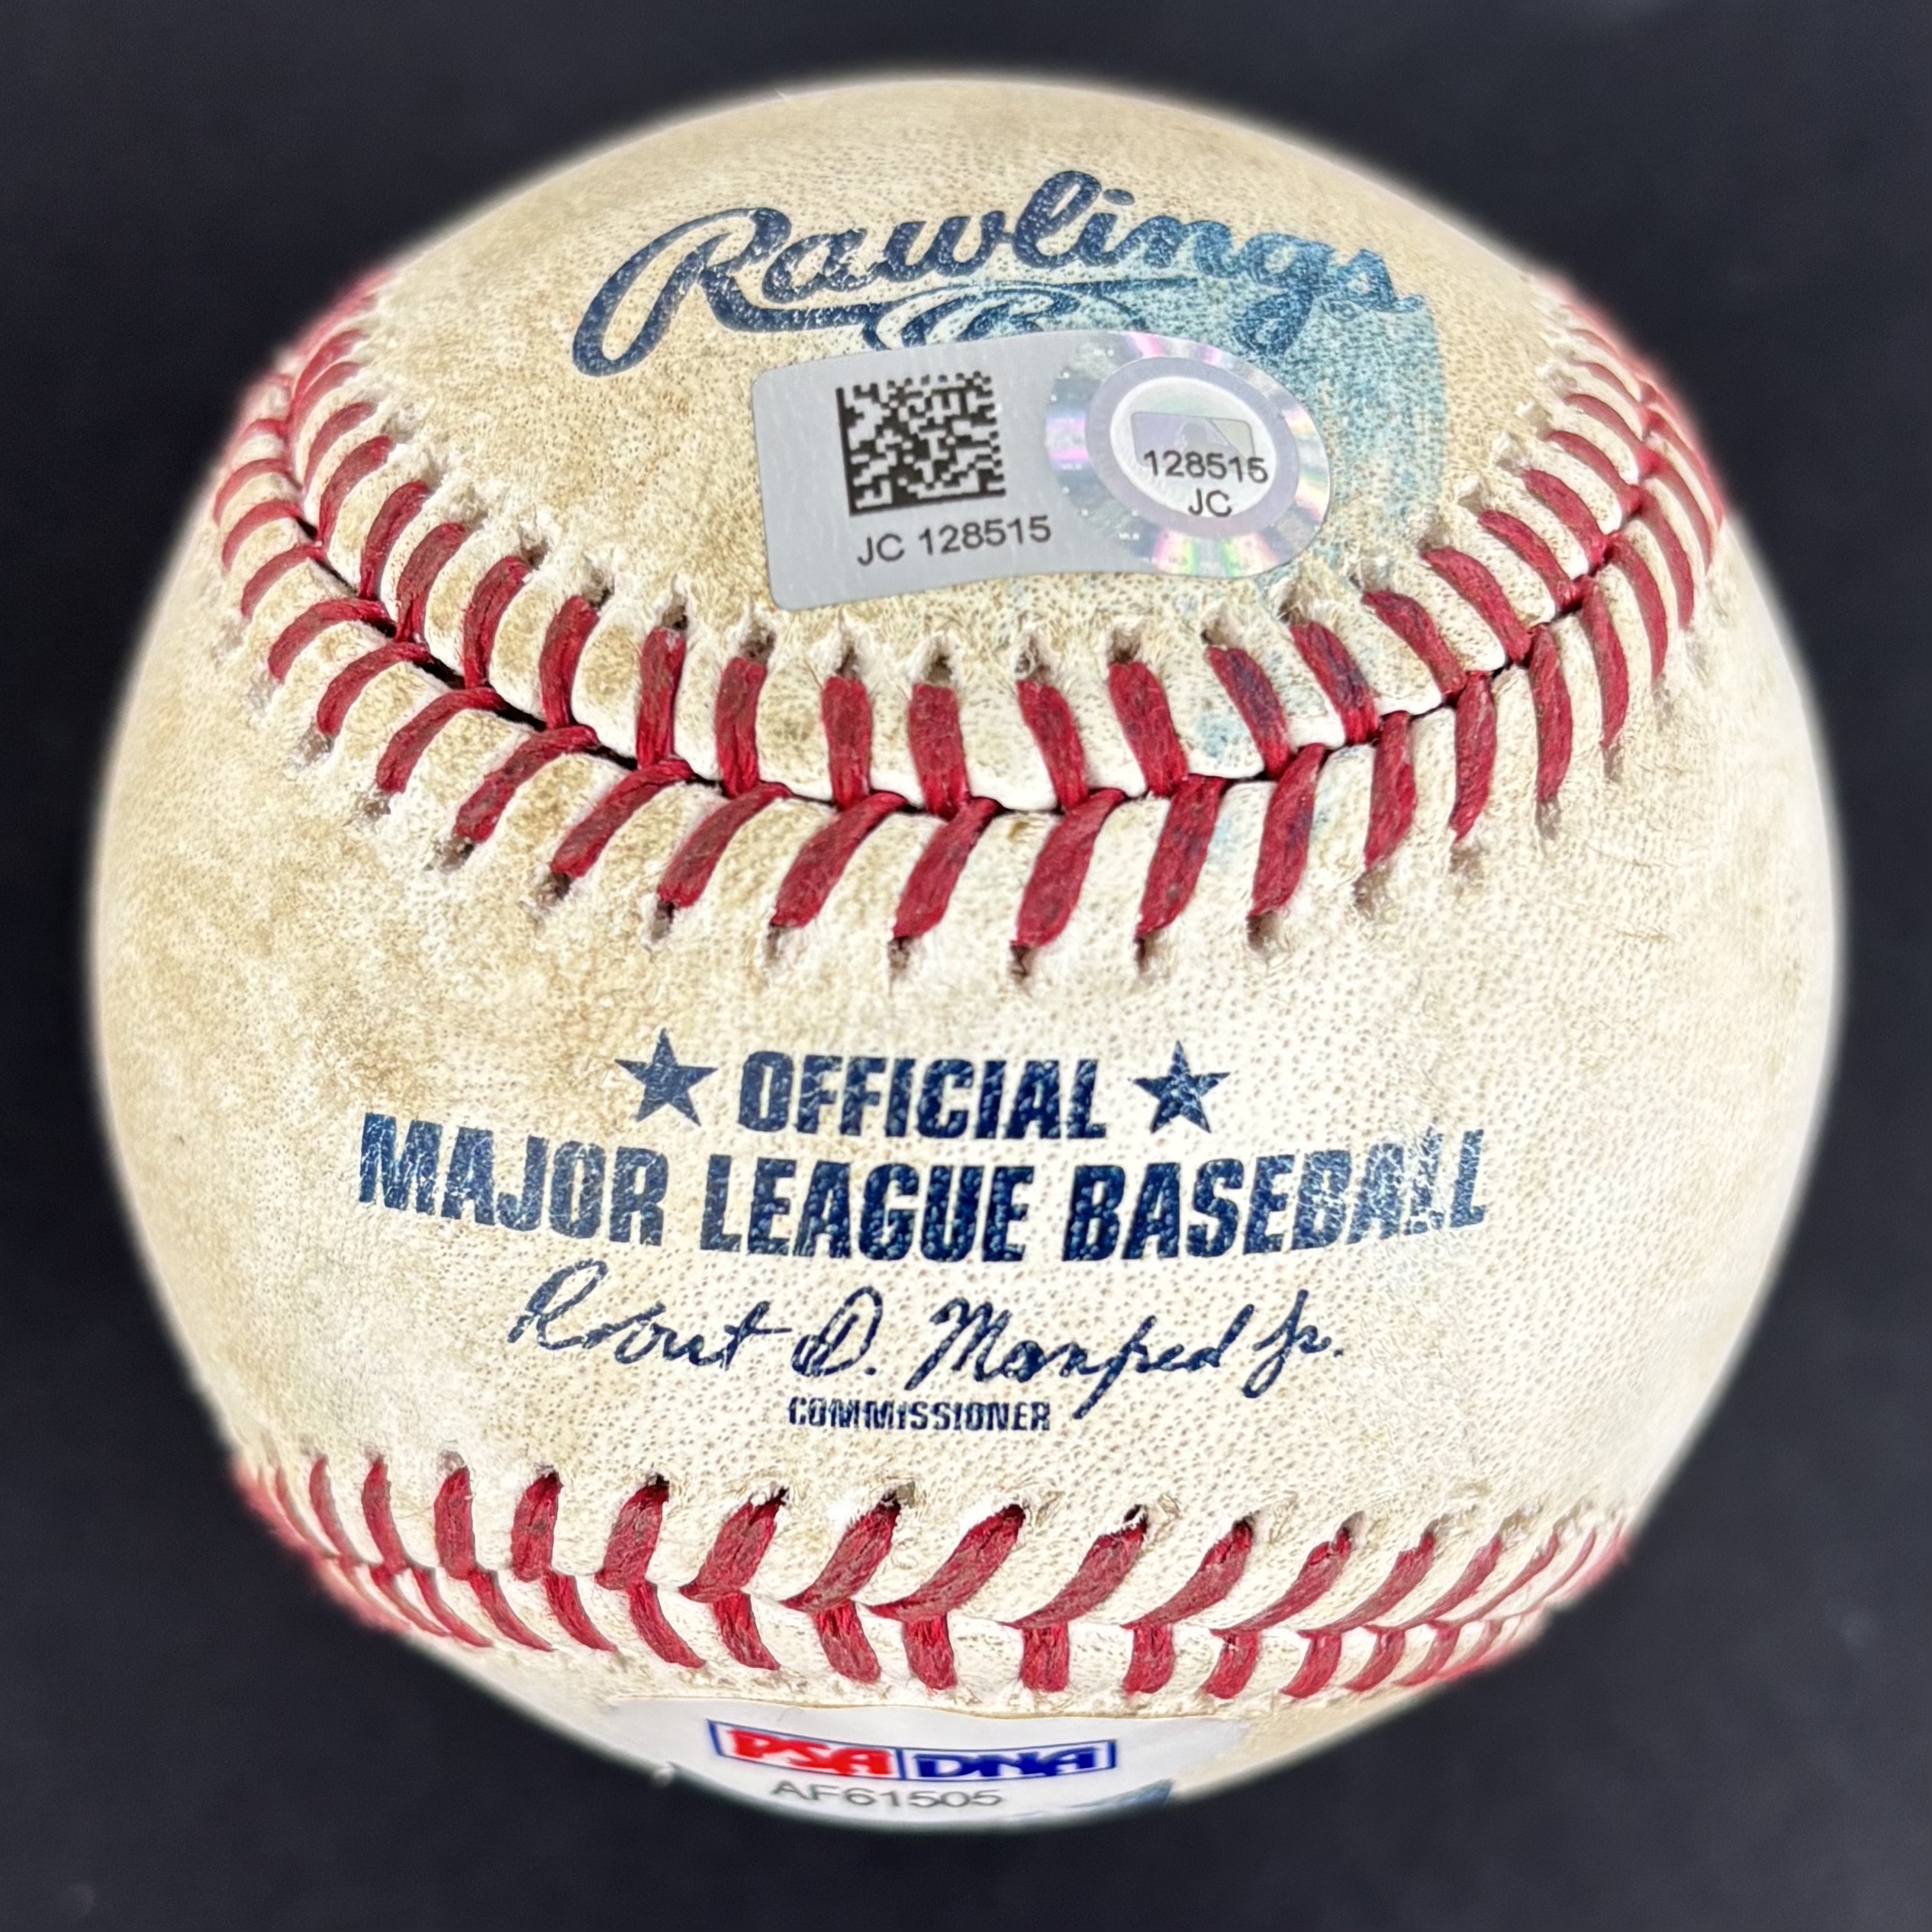 Rawlings
R
JC 128515
128515
JC
★ OFFICIAL ★
MAJOR LEAGUE BASEBALL
Robert D. Manfred Jr.
COMMISSIONER
PSA DNA
AF61505